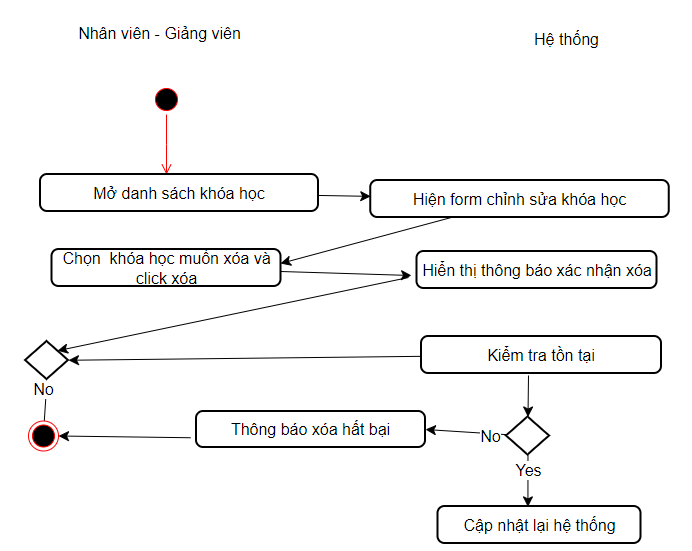 Nhân viên - Giảng viên
Hệ thống
Mở danh sách khóa học
Hiện form chỉnh sửa khóa học
Chọn khóa học muốn xóa và
click xóa
Hiển thị thông báo xác nhận xóa
Kiểm tra tồn tại
No
Thông báo xóa hất bại
No
Yes
Cập nhật lại hệ thống